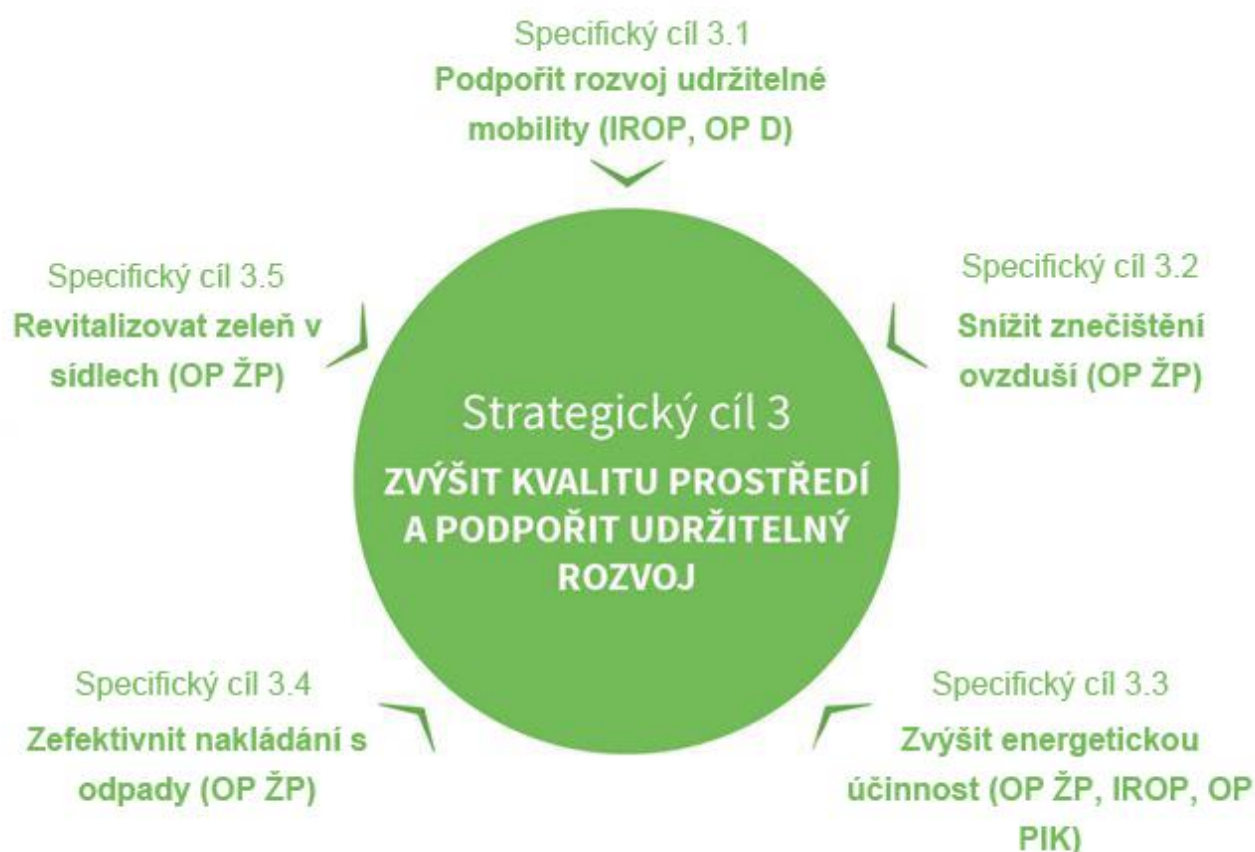 Specifický cíl 3.1
Podpořit rozvoj udržitelné
mobility (IROP, OP D)
Specifický cíl 3.5
Revitalizovat zeleň v
sídlech (OP ŽP)
Specifický cíl 3.2
Snížit znečištění
ovzduší (OP ŽP)
Strategický cíl 3
ZVÝŠIT KVALITU PROSTŘEDÍ
A PODPOŘIT UDRŽITELNÝ
ROZVOJ
Specifický cíl 3.4
Zefektivnit nakládání s
odpady (OP ŽP)
Specifický cíl 3.3
Zvýšit energetickou
účinnost (OP ŽP, IROP, OP
PIK)